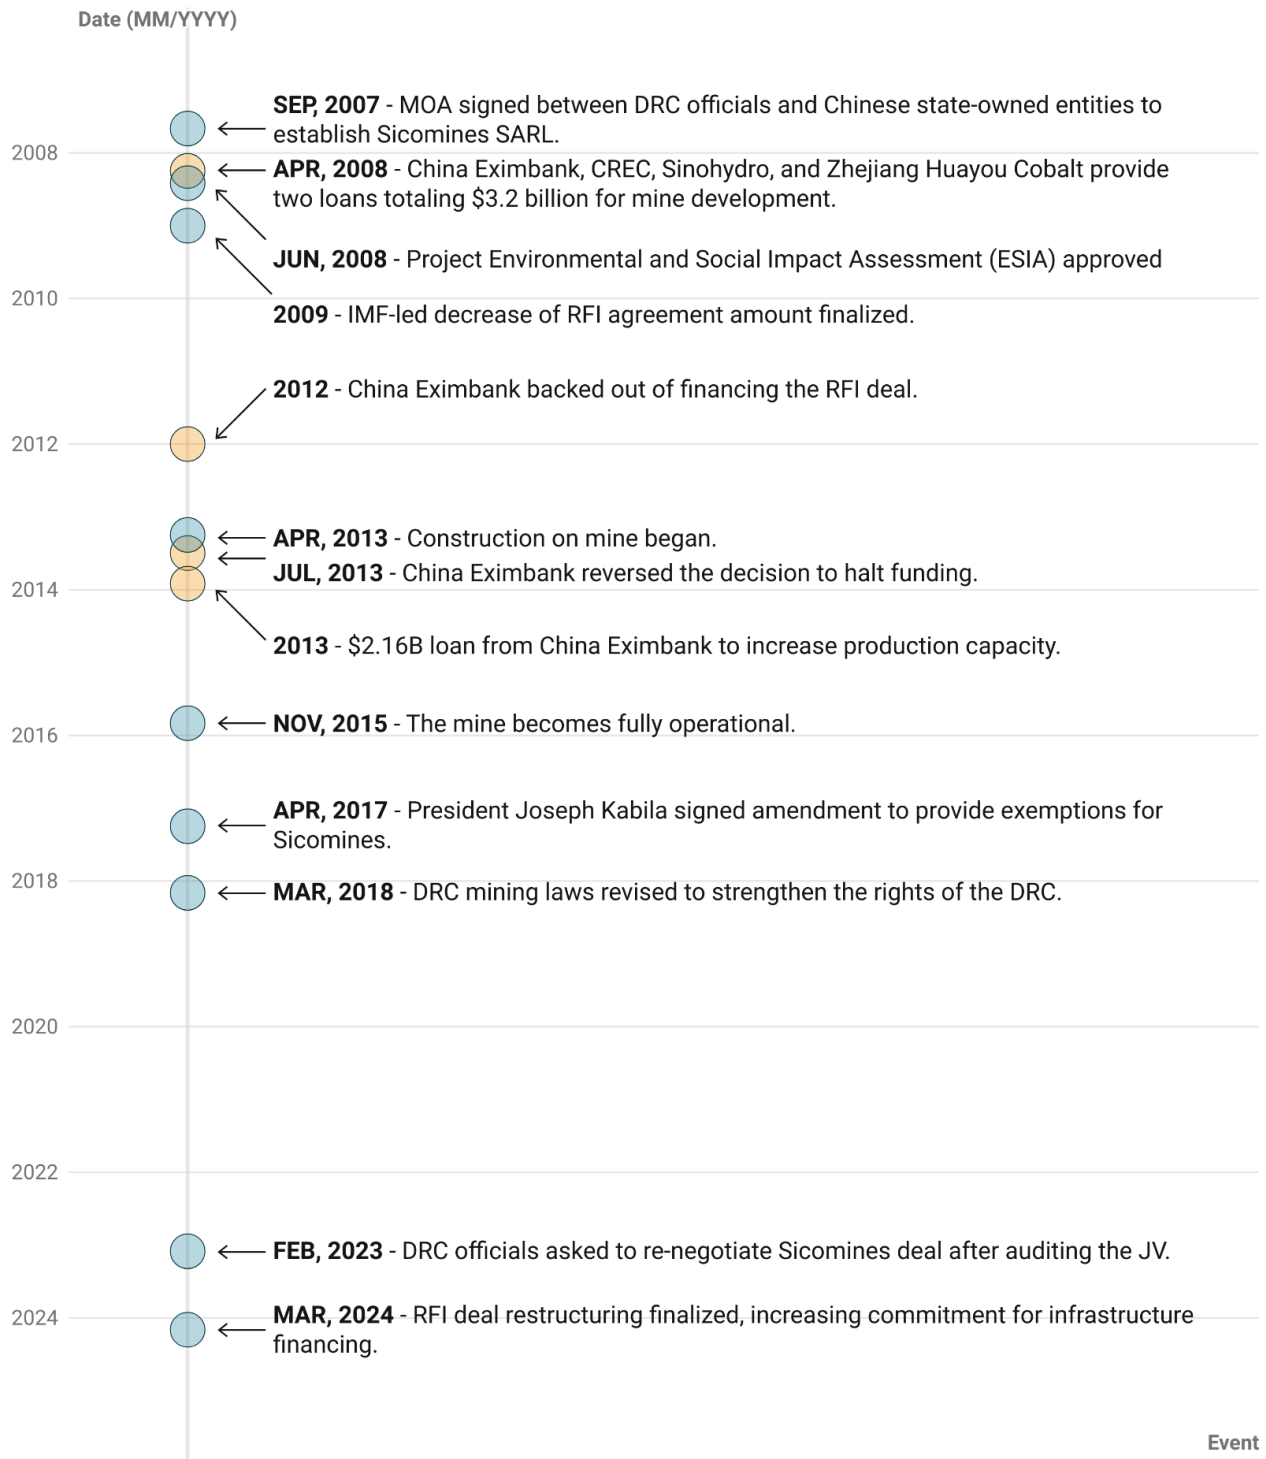 Date (MM/YYYY)
SEP, 2007 - MOA signed between DRC officials and Chinese state-owned entities to
establish Sicomines SARL.
2008
APR, 2008 - China Eximbank, CREC, Sinohydro, and Zhejiang Huayou Cobalt provide
two loans totaling $3.2 billion for mine development.
JUN, 2008 - Project Environmental and Social Impact Assessment (ESIA) approved
2010
2009 - IMF-led decrease of RFI agreement amount finalized.
2012 - China Eximbank backed out of financing the RFI deal.
2012
APR, 2013 - Construction on mine began.
JUL, 2013 - China Eximbank reversed the decision to halt funding.
2014
2013 - $2.16B loan from China Eximbank to increase production capacity.
NOV, 2015 - The mine becomes fully operational.
2016
APR, 2017 - President Joseph Kabila signed amendment to provide exemptions for
Sicomines.
2018
MAR, 2018 - DRC mining laws revised to strengthen the rights of the DRC.
2020
2022
FEB, 2023 - DRC officials asked to re-negotiate Sicomines deal after auditing the JV.
2024
MAR, 2024 - RFI deal restructuring finalized, increasing commitment for infrastructure
financing.
Event